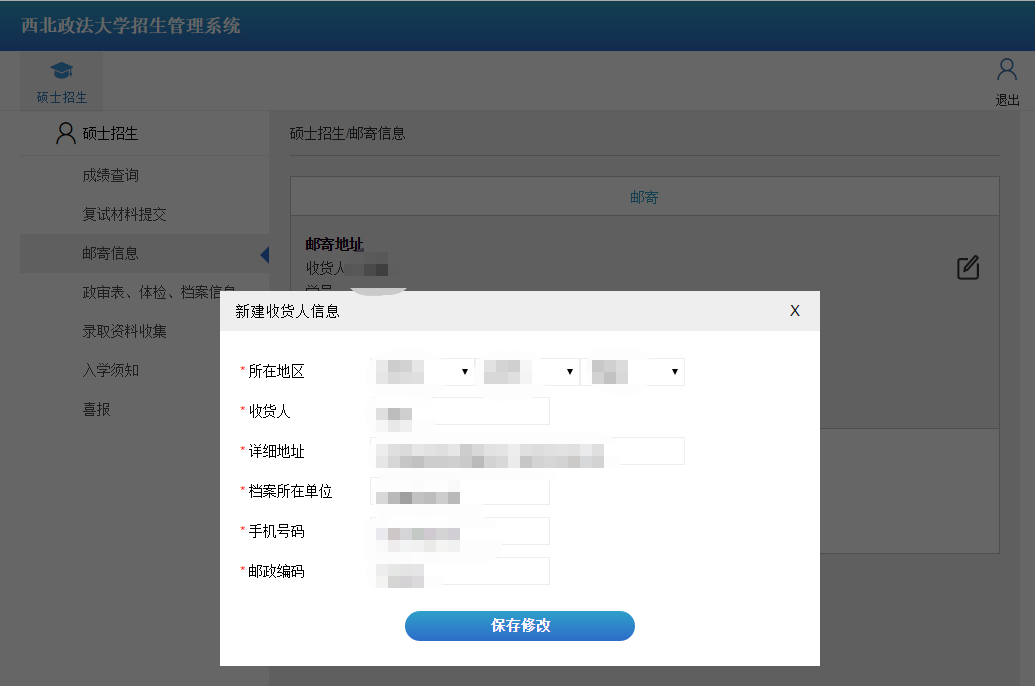 西北政法大学招生管理系统
硕士招生
退出
硕士招生
成绩查询
复试材料提交
邮寄信息
政审表、体检、档案信息
录取资料收集
入学须知
喜报
硕士招生/邮寄信息
邮寄
邮寄地址
收货人
新建收货人信息
X
*所在地区
*收货人
*详细地址
*档案所在单位
*手机号码
*邮政编码
保存修改